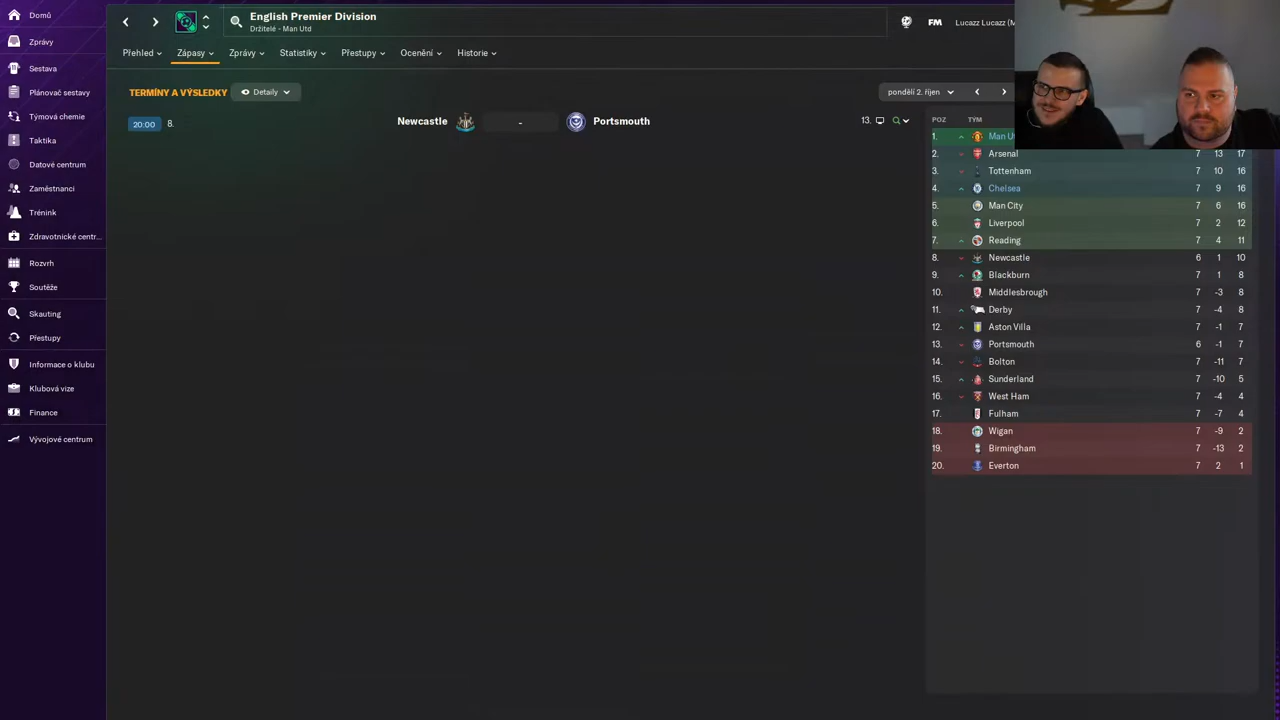 Domů
Zprávy
Sestava
Plánovač sestavy
Týmová chemie
Taktika
Datové centrum
Zaměstnanci
Trénink
Zdravotnické centr...
Rozvrh
Soutěže
Skauting
Přestupy
Informace o klubu
Klubová vize
Finance
Vývojové centrum
English Premier Division
Držitelé - Man Utd
FM
Lucazz Lucazz (M
Přehled
Zápasy
Zprávy
Statistiky
Přestupy
Ocenění
Historie
TERMÍNY A VÝSLEDKY
Detaily
pondělí 2. říjen
20:00 8. Newcastle - Portsmouth 13.
POZ TÝM
1. Man U
2. Arsenal 7 13 17
3. Tottenham 7 10 16
4. Chelsea 7 9 16
5. Man City 7 6 16
6. Liverpool 7 2 12
7. Reading 7 4 11
8. Newcastle 6 1 10
9. Blackburn 7 1 8
10. Middlesbrough 7 -3 8
11. Derby 7 -4 8
12. Aston Villa 7 -1 7
13. Portsmouth 6 -1 7
14. Bolton 7 -11 7
15. Sunderland 7 -10 5
16. West Ham 7 -4 4
17. Fulham 7 -7 4
18. Wigan 7 -9 2
19. Birmingham 7 -13 2
20. Everton 7 2 1